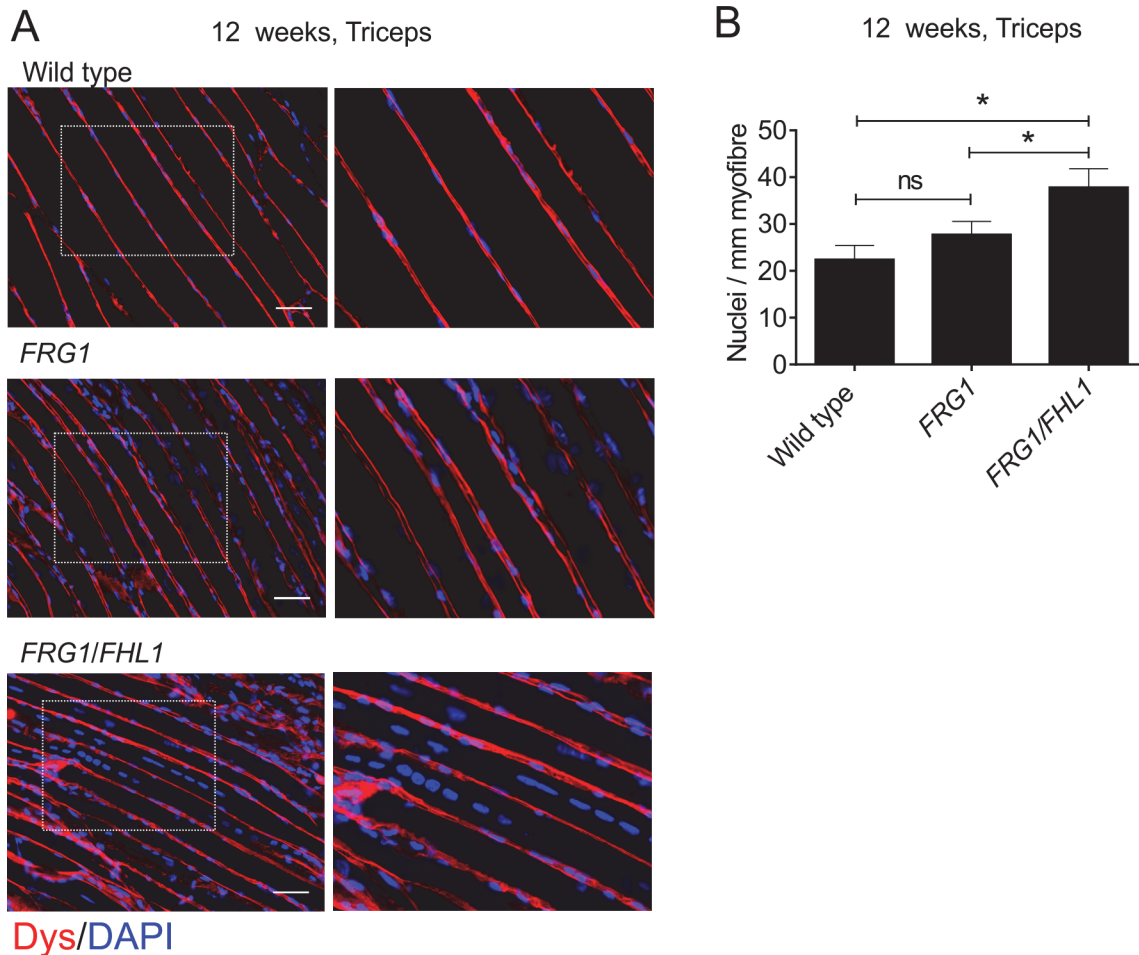 A
12 weeks, Triceps
Wild type
FRG1
FRG1/FHL1
Dys/DAPI
B
12 weeks, Triceps
*
*
ns
50
40
30
20
10
0
Nuclei / mm myofibre
Wild type
FRG1
FRG1/FHL1